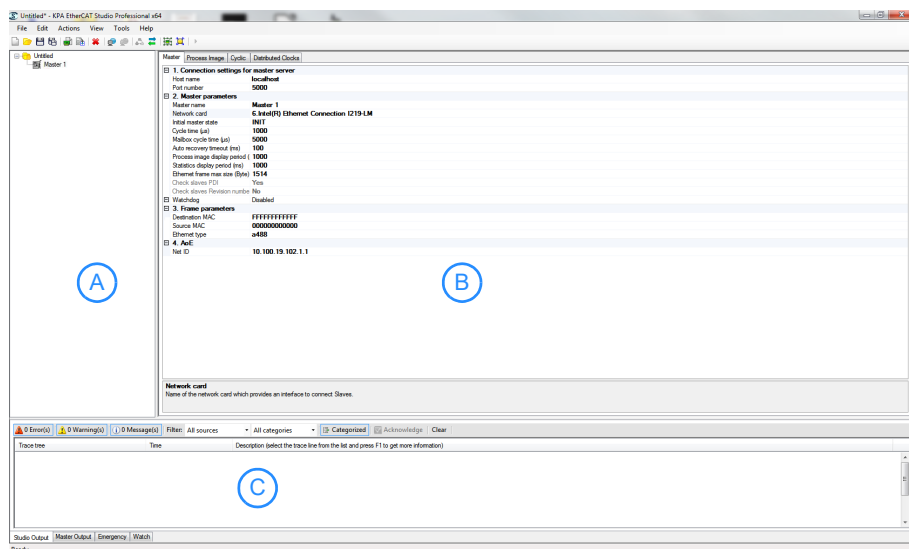 Untitled* - KPA EtherCAT Studio Professional x64
File Edit Actions View Tools Help
Untitled
Master 1
Master Process Image Cyclic Distributed Clocks
1. Connection settings for master server
Host name localhost
Port number 5000
2. Master parameters
Master name Master 1
Network card 6.Intel(R) Ethernet Connection I219-LM
Initial master state INIT
Cycle time (µs) 1000
Mailbox cycle time (µs) 5000
Auto recovery timeout (ms) 100
Process image display period ( 1000
Statistics display period (ms) 1000
Ethernet frame max size (Byte) 1514
Check slaves PDI Yes
Check slaves Revision numbe No
Watchdog Disabled
3. Frame parameters
Destination MAC FFFFFFFFFFFF
Source MAC 000000000000
Ethernet type a488
4. AoE
Net ID 10.100.19.102.1.1
A
B
Network card
Name of the network card which provides an interface to connect Slaves.
0 Error(s) 0 Warning(s) 0 Message(s) Filter: All sources All categories Categorized Acknowledge Clear
Trace tree Time Description (select the trace line from the list and press F1 to get more information)
C
Studio Output Master Output Emergency Watch